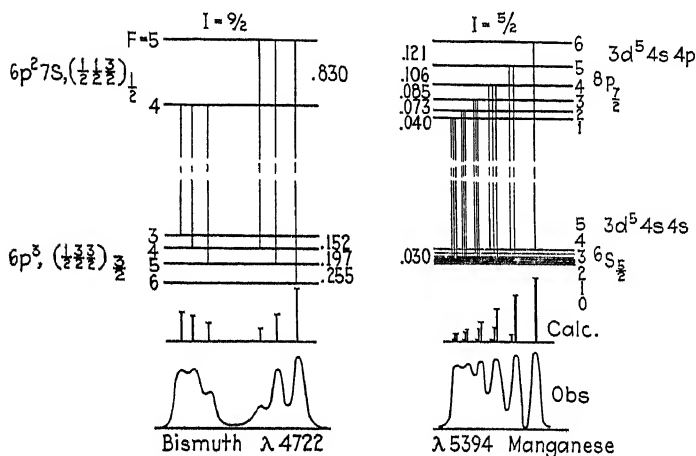 I = 9/2
F=5
6p²7S, (½ ½ 3/2)½
.830
4
3
4
5
6
6p³, (½ 3/2 3/2)3/2
.152
.197
.255
Bismuth λ 4722
I = 5/2
.121
.106
.085
.073
.040
6
5
4
3
2
1
3d⁵4s 4p
⁸P7/2
.030
5
4
3
2
1
0
3d⁵4s4s
⁶S5/2
Calc.
Obs
λ 5394 Manganese